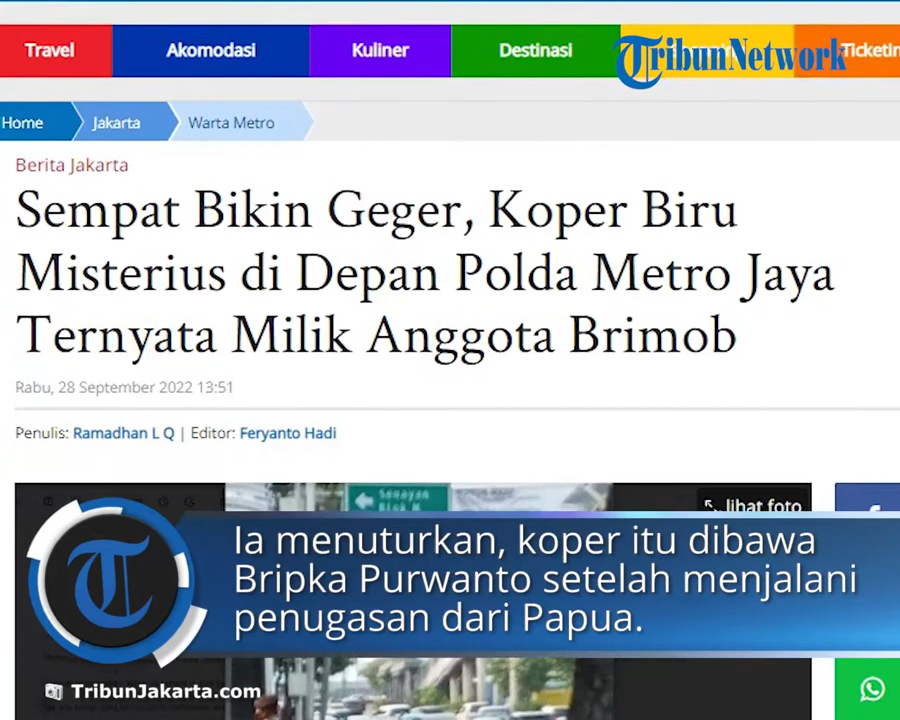 Travel
Akomodasi
Kuliner
Destinasi
TribunNetwork
Home
Jakarta
Warta Metro
Berita Jakarta
Sempat Bikin Geger, Koper Biru
Misterius di Depan Polda Metro Jaya
Ternyata Milik Anggota Brimob
Rabu, 28 September 2022 13:51
Penulis: Ramadhan L Q | Editor: Feryanto Hadi
Senayan
Blok M
lihat foto
Ia menuturkan, koper itu dibawa
Bripka Purwanto setelah menjalani
penugasan dari Papua.
TribunJakarta.com